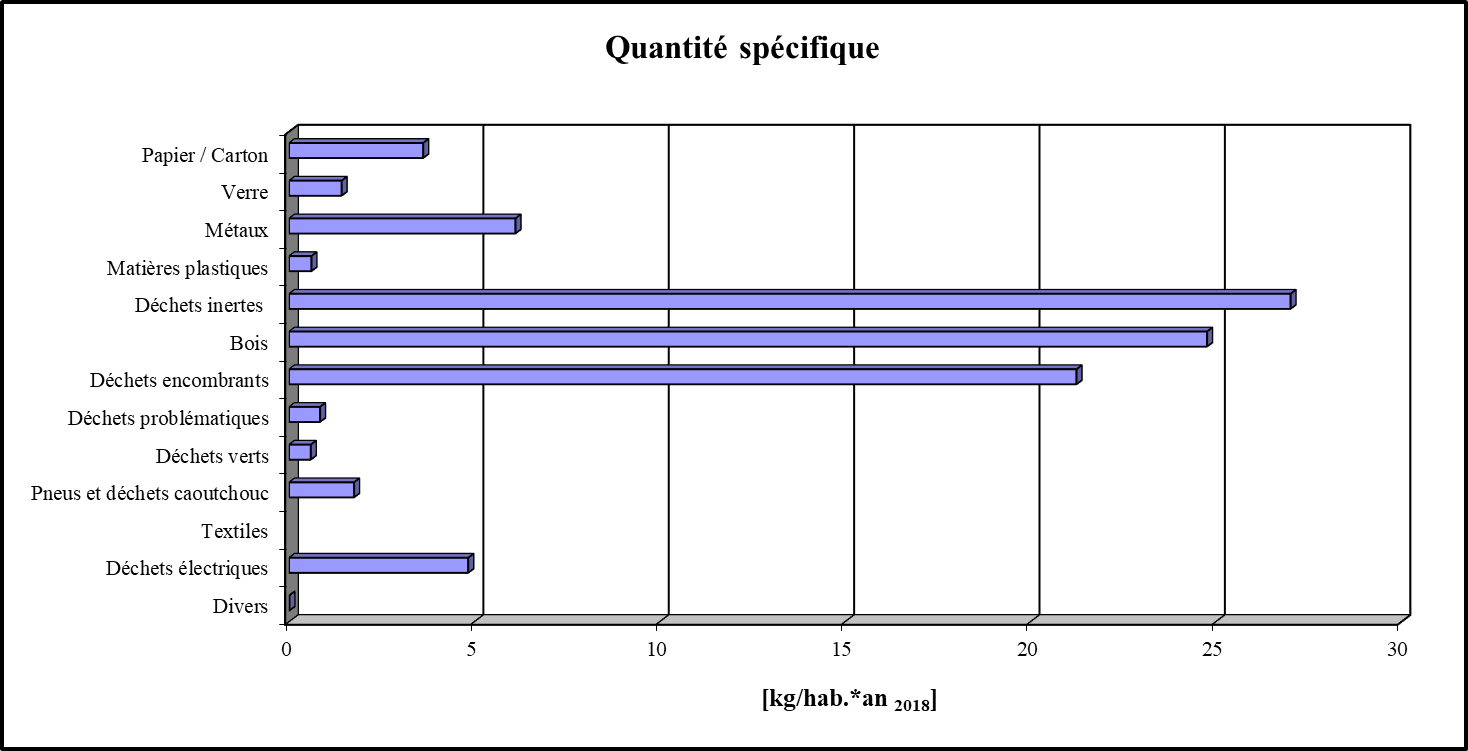 Quantité spécifique
Papier / Carton
Verre
Métaux
Matières plastiques
Déchets inertes
Bois
Déchets encombrants
Déchets problématiques
Déchets verts
Pneus et déchets caoutchouc
Textiles
Déchets électriques
Divers
0 5 10 15 20 25 30
[kg/hab.*an 2018]